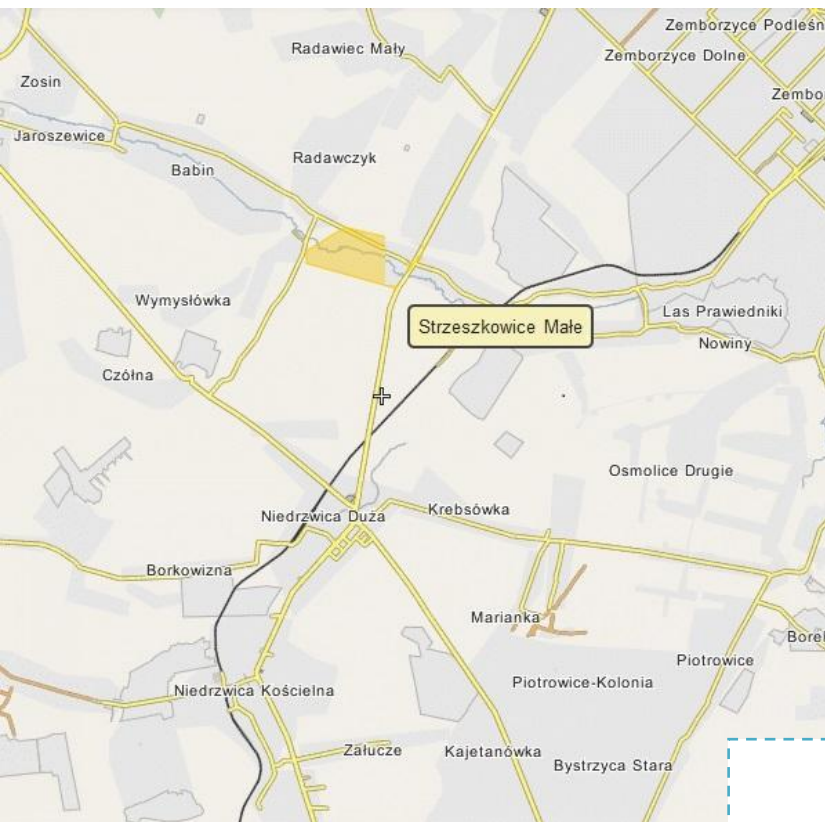 Zemborzyce Podleśn
Radawiec Mały
Zemborzyce Dolne
Zosin
Zembo
Jaroszewice
Radawczyk
Babin
Wymysłówka
Las Prawiedniki
Strzeszkowice Małe
Nowiny
Czółna
Osmolice Drugie
Krebsówka
Niedrzwica Duża
Borkowizna
Marianka
Borel
Piotrowice
Piotrowice-Kolonia
Niedrzwica Kościelna
Załucze
Kajetanówka
Bystrzyca Stara